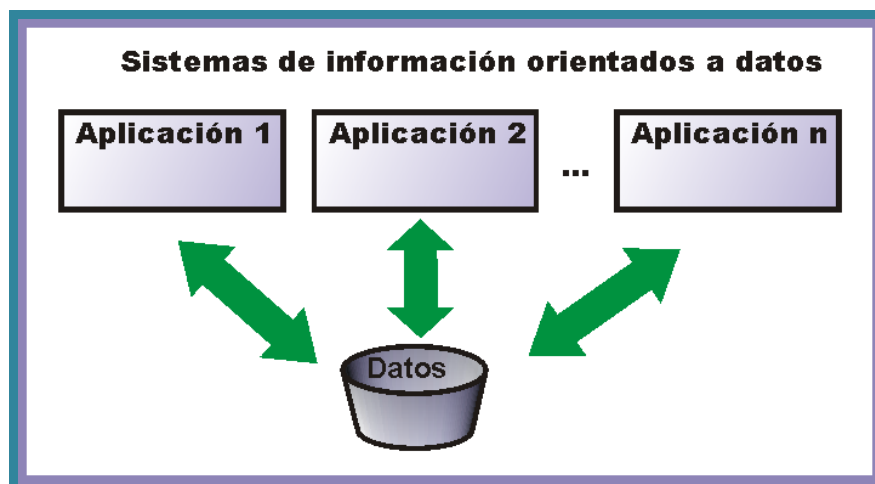 Sistemas de información orientados a datos
Aplicación 1 Aplicación 2 ... Aplicación n
Datos